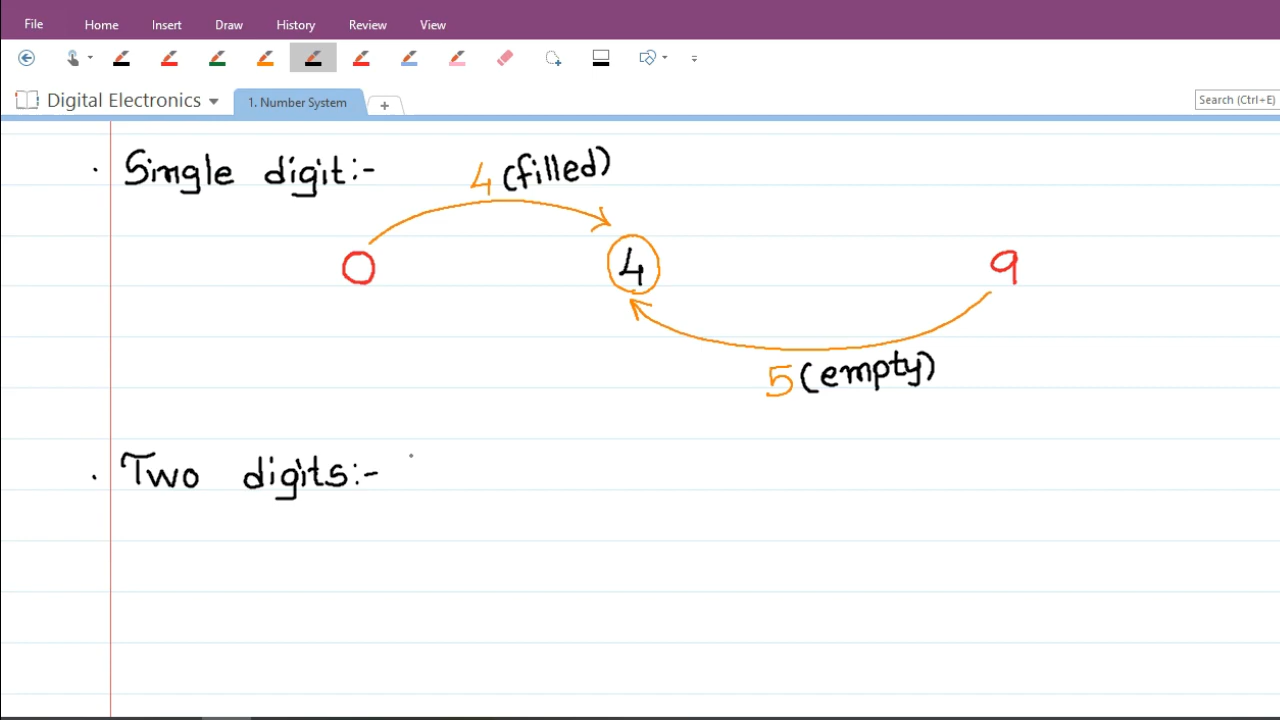 File Home Insert Draw History Review View
Digital Electronics 1. Number System + Search (Ctrl+E)
. Single digit:- 4 (filled)
0 4 9
5 (empty)
. Two digits:-